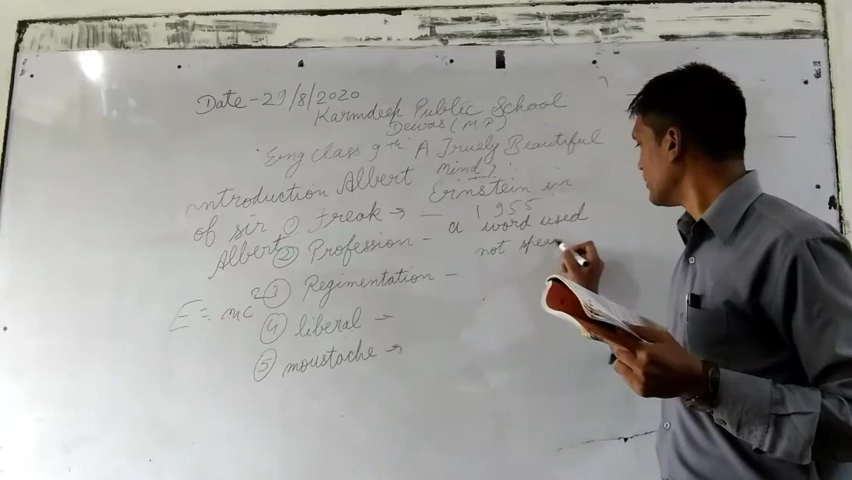 Date - 29/8/2020
Karmdeep Public School
Dewas (M P)
Eng class 9th A Truely Beautiful
Mind?:
introduction Albert Ernstein in
of sir 1955
Albert
① Freak → — a word used
not spea
② Profession -
③ Regimentation -
E = mc2
④ liberal →
⑤ moustache →